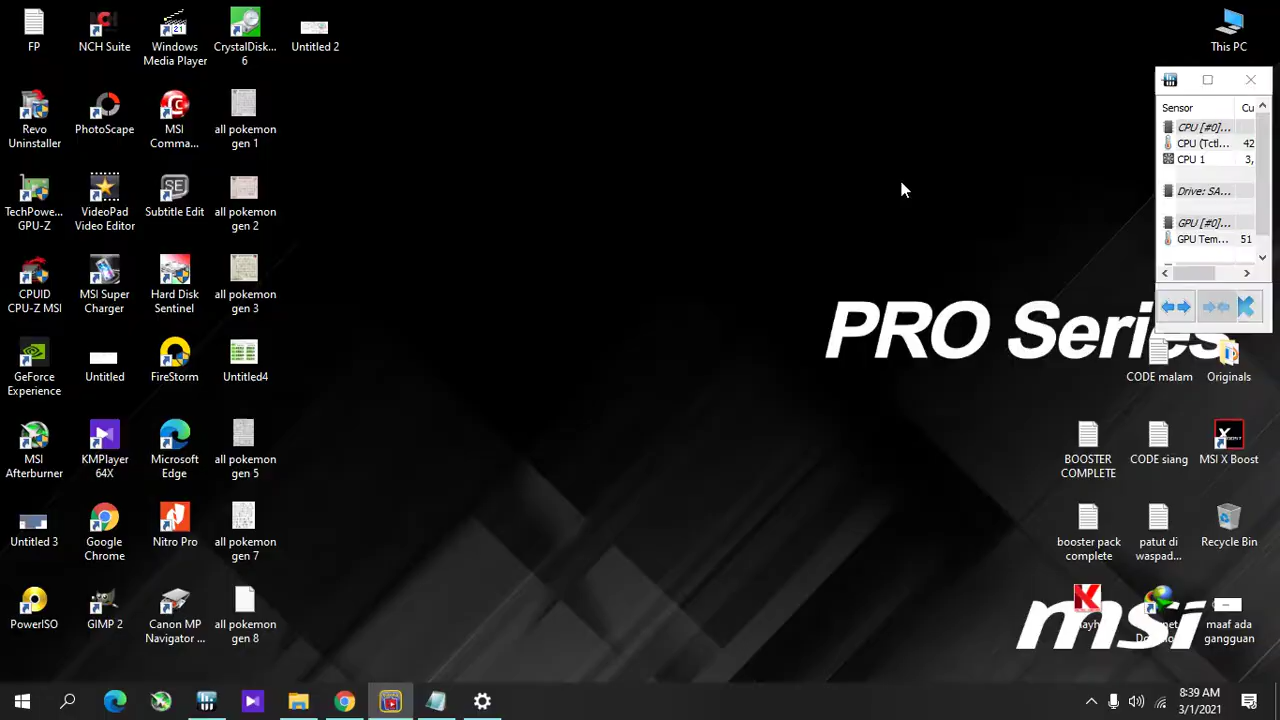 FP
NCH Suite
Windows
Media Player
CrystalDisk...
6
Untitled 2
This PC
Revo
Uninstaller
PhotoScape
MSI
Comma...
all pokemon
gen 1
TechPowe...
GPU-Z
VideoPad
Video Editor
Subtitle Edit
all pokemon
gen 2
CPUID
CPU-Z MSI
MSI Super
Charger
Hard Disk
Sentinel
all pokemon
gen 3
GeForce
Experience
Untitled
FireStorm
Untitled4
MSI
Afterburner
KMPlayer
64X
Microsoft
Edge
all pokemon
gen 5
Untitled 3
Google
Chrome
Nitro Pro
all pokemon
gen 7
PowerISO
GIMP 2
Canon MP
Navigator ...
all pokemon
gen 8
Sensor Cu
CPU [#0]...
CPU (Tctl... 42
CPU 1 3,
Drive: SA...
GPU [#0]...
GPU Tem... 51
PRO Series
CODE malam
Originals
BOOSTER
COMPLETE
CODE siang
MSI X Boost
booster pack
complete
patut di
waspad...
Recycle Bin
maaf ada
gangguan
msi
8:39 AM
3/1/2021